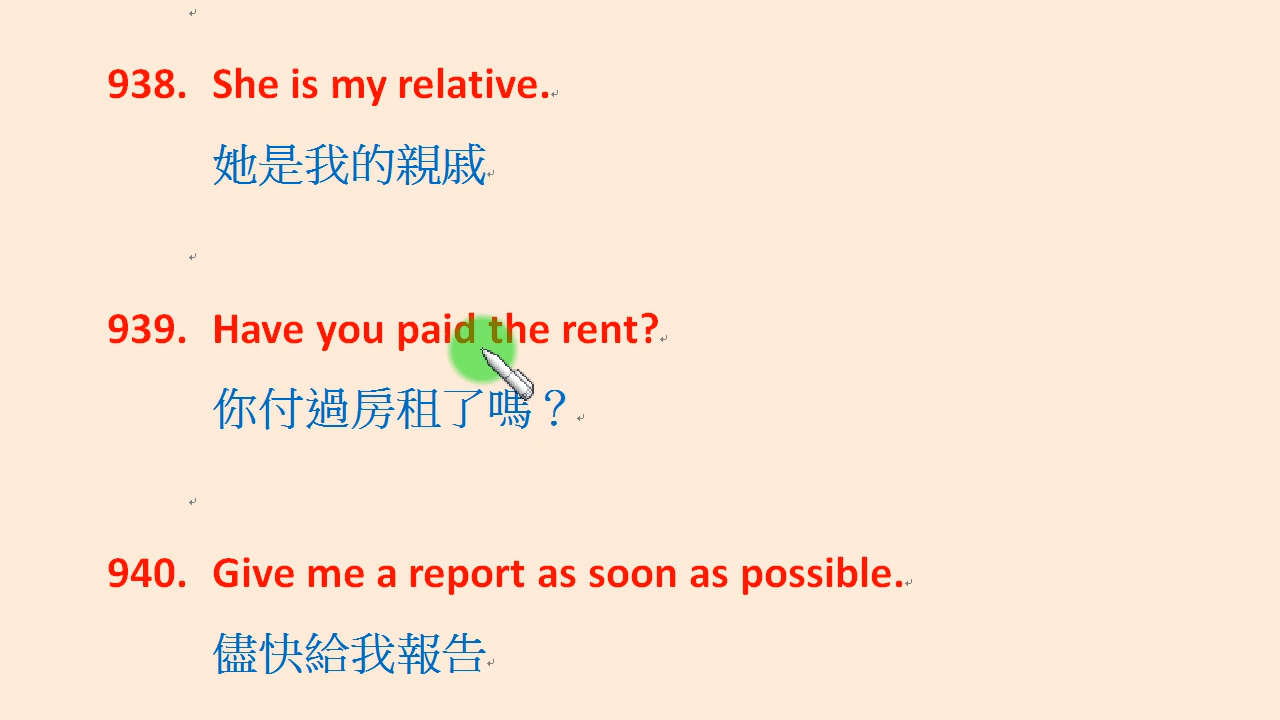 938. She is my relative.
她是我的親戚
939. Have you paid the rent?
你付過房租了嗎？
940. Give me a report as soon as possible.
儘快給我報告